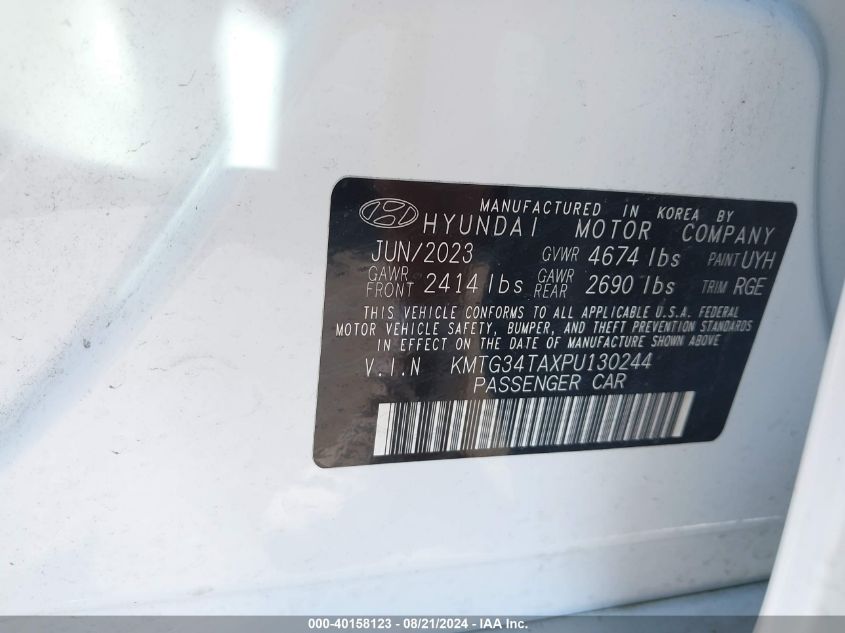 MANUFACTURED IN KOREA BY
HYUNDAI MOTOR COMPANY
JUN/2023 GVWR 4674 lbs PAINT UYH
GAWR FRONT 2414 lbs GAWR REAR 2690 lbs TRIM RGE
THIS VEHICLE CONFORMS TO ALL APPLICABLE U.S.A. FEDERAL
MOTOR VEHICLE SAFETY, BUMPER, AND THEFT PREVENTION STANDARDS
IN EFFECT ON THE DATE OF MANUFACTURE SHOWN ABOVE
V.I.N KMTG34TAXPU130244
PASSENGER CAR
000-40158123 - 08/21/2024 - IAA Inc.